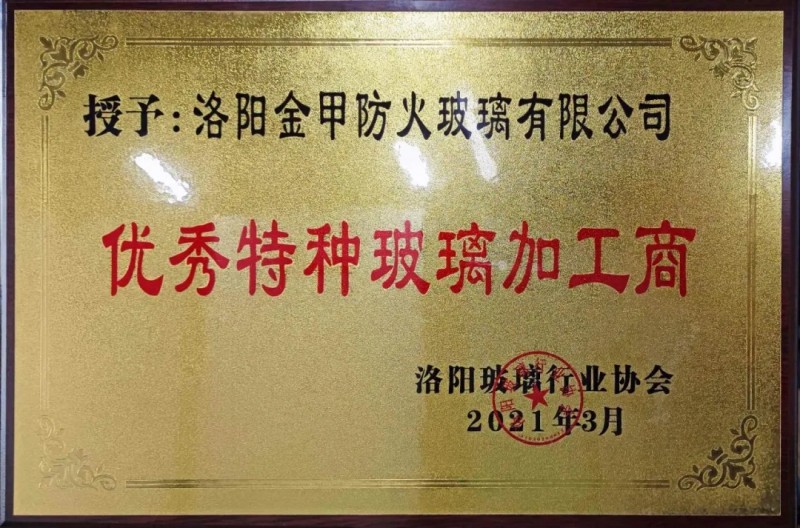 授予：洛阳金甲防火玻璃有限公司
优秀特种玻璃加工商
洛阳玻璃行业协会
2021年3月